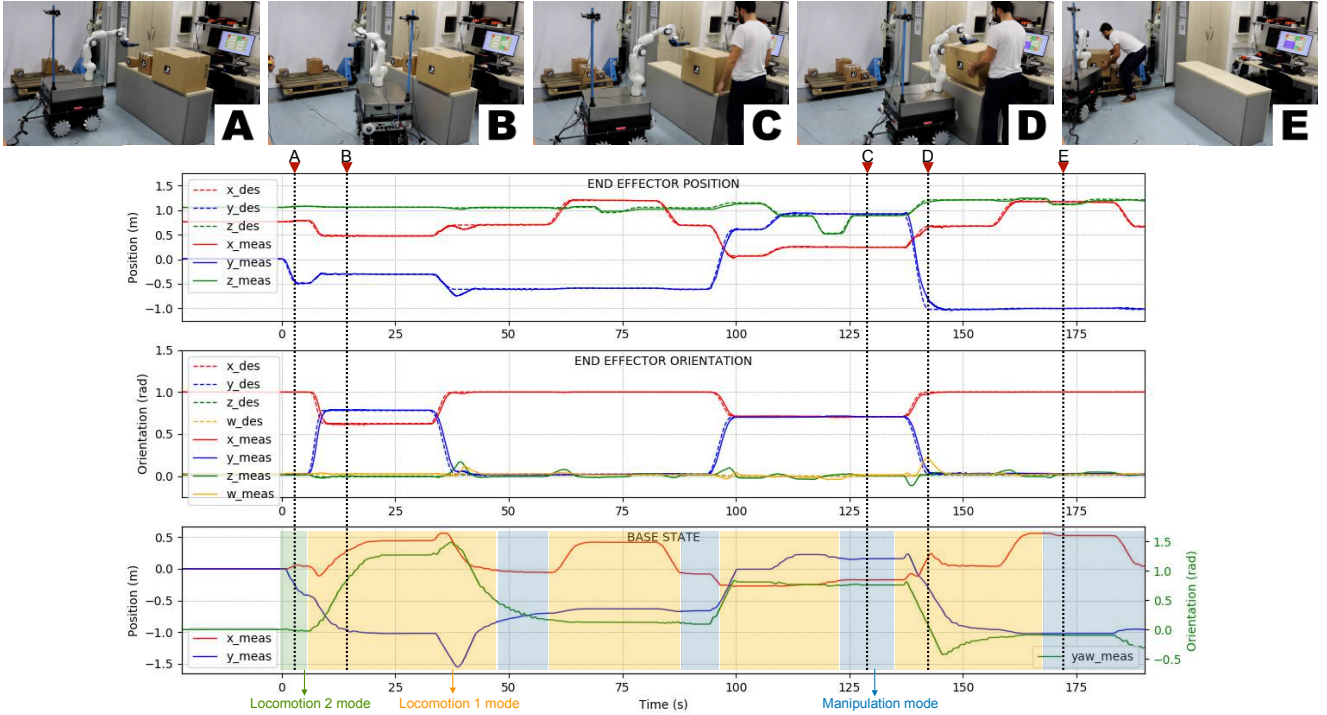 A
B
C
D
E
A
B
C
D
E
END EFFECTOR POSITION
Position (m)
1.5
1.0
0.5
0.0
−0.5
−1.0
x_des
y_des
z_des
x_meas
y_meas
z_meas
0 25 50 75 100 125 150 175
END EFFECTOR ORIENTATION
Orientation (rad)
1.5
1.0
0.5
0.0
x_des
y_des
z_des
w_des
x_meas
y_meas
z_meas
w_meas
0 25 50 75 100 125 150 175
BASE STATE
Position (m)
0.5
0.0
−0.5
−1.0
−1.5
x_meas
y_meas
yaw_meas
1.5
1.0
0.5
0.0
−0.5
Orientation (rad)
0 25 50 75 100 125 150 175
Locomotion 2 mode
Locomotion 1 mode
Time (s)
Manipulation mode